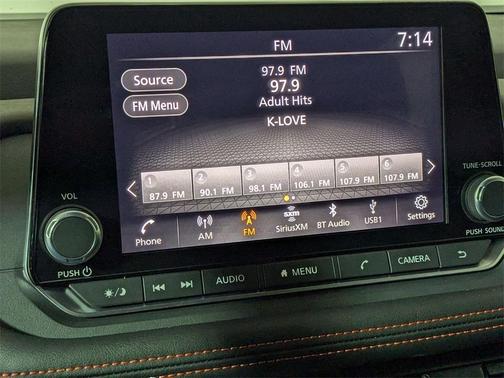 FM
7:14
Source
FM Menu
97.9 FM
97.9
Adult Hits
K-LOVE
1 2 3 4 5 6
87.9 FM 90.1 FM 98.1 FM 106.1 FM 107.9 FM 107.9 FM
Phone AM FM SiriusXM BT Audio USB1 Settings
sxm
VOL
PUSH
TUNE-SCROLL
PUSH SOUND
AUDIO MENU CAMERA